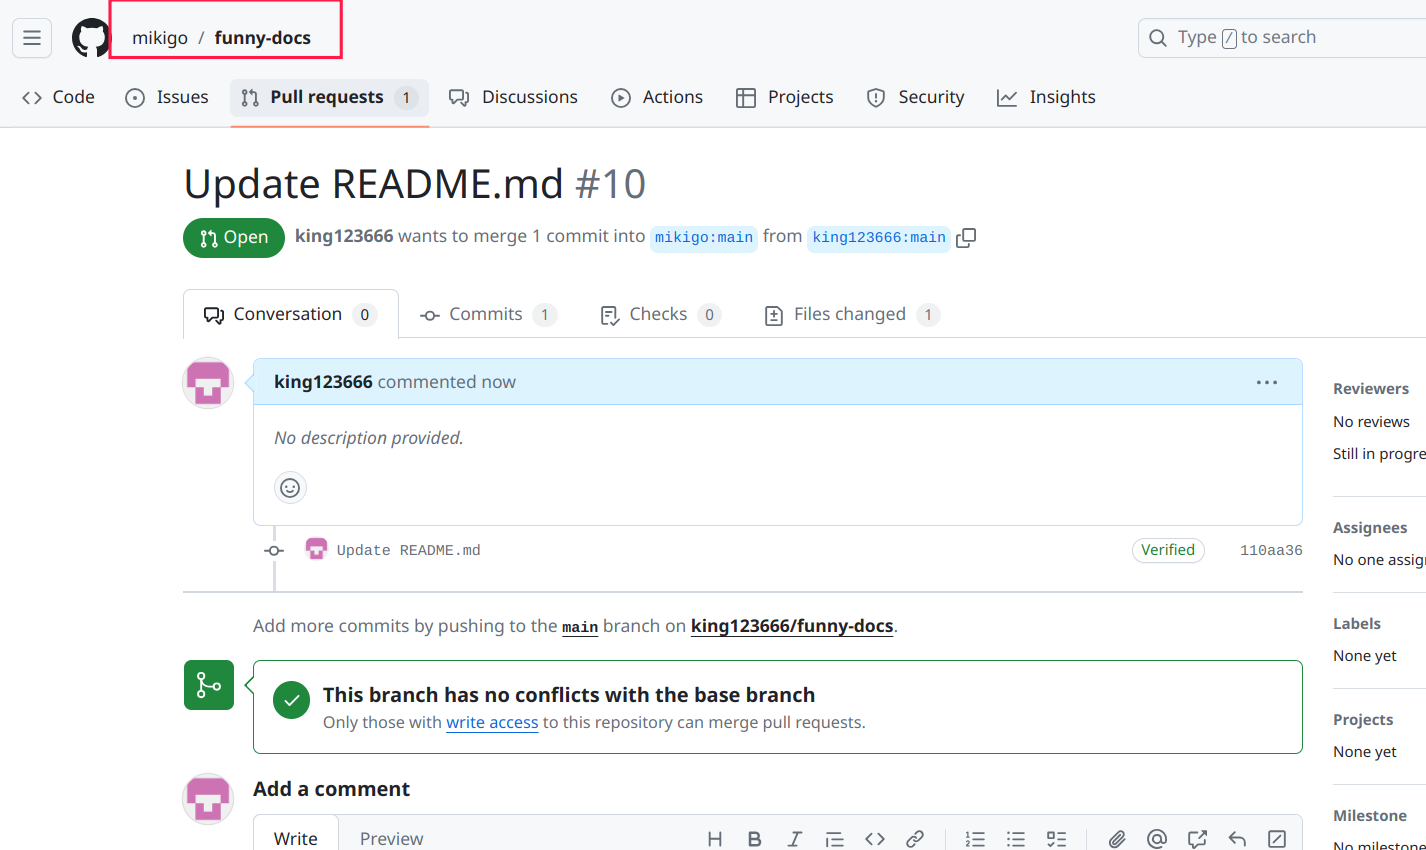 mikigo / funny-docs
Type / to search
Code Issues Pull requests 1 Discussions Actions Projects Security Insights
Update README.md #10
Open king123666 wants to merge 1 commit into mikigo:main from king123666:main
Conversation 0 Commits 1 Checks 0 Files changed 1
king123666 commented now
No description provided.
Reviewers
No reviews
Still in progre
Update README.md Verified 110aa36
Assignees
No one assig
Add more commits by pushing to the main branch on king123666/funny-docs.
Labels
None yet
This branch has no conflicts with the base branch
Only those with write access to this repository can merge pull requests.
Projects
None yet
Add a comment
Milestone
No milestone
Write Preview